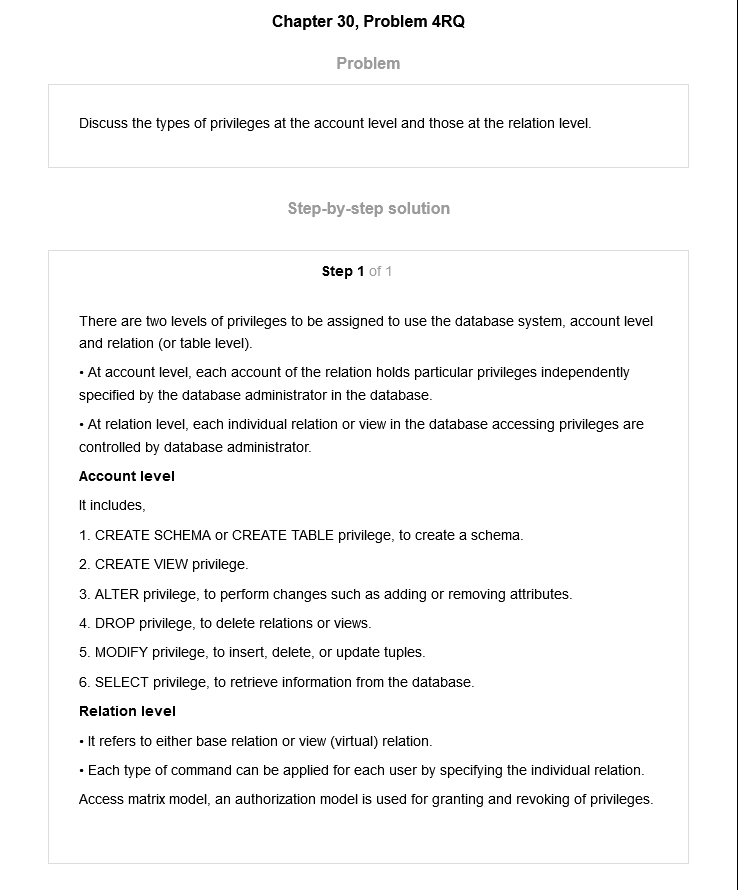 Chapter 30, Problem 4RQ
Problem
Discuss the types of privileges at the account level and those at the relation level.
Step-by-step solution
Step 1 of 1
There are two levels of privileges to be assigned to use the database system, account level
and relation (or table level).
• At account level, each account of the relation holds particular privileges independently
specified by the database administrator in the database.
• At relation level, each individual relation or view in the database accessing privileges are
controlled by database administrator.
Account level
It includes,
1. CREATE SCHEMA or CREATE TABLE privilege, to create a schema.
2. CREATE VIEW privilege.
3. ALTER privilege, to perform changes such as adding or removing attributes.
4. DROP privilege, to delete relations or views.
5. MODIFY privilege, to insert, delete, or update tuples.
6. SELECT privilege, to retrieve information from the database.
Relation level
• It refers to either base relation or view (virtual) relation.
• Each type of command can be applied for each user by specifying the individual relation.
Access matrix model, an authorization model is used for granting and revoking of privileges.